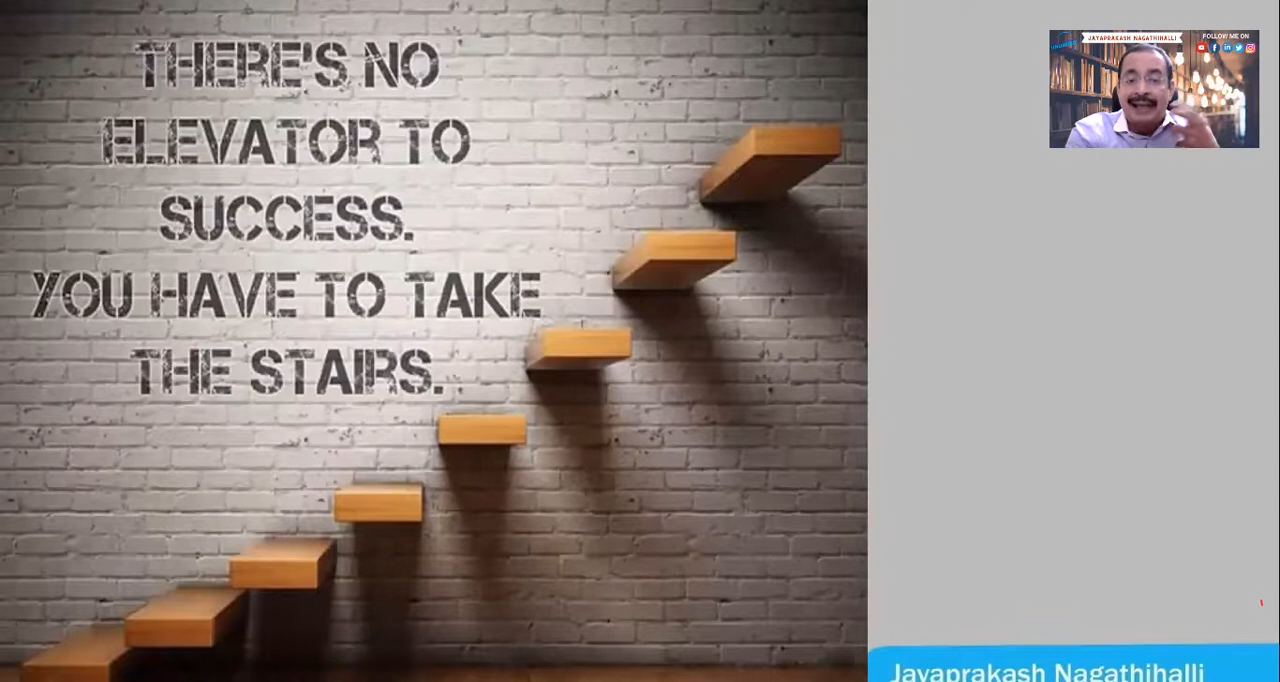 THERE'S NO
ELEVATOR TO
SUCCESS.
YOU HAVE TO TAKE
THE STAIRS.
JAYAPRAKASH NAGATHIHALLI
FOLLOW ME ON
Jayaprakash Nagathihalli